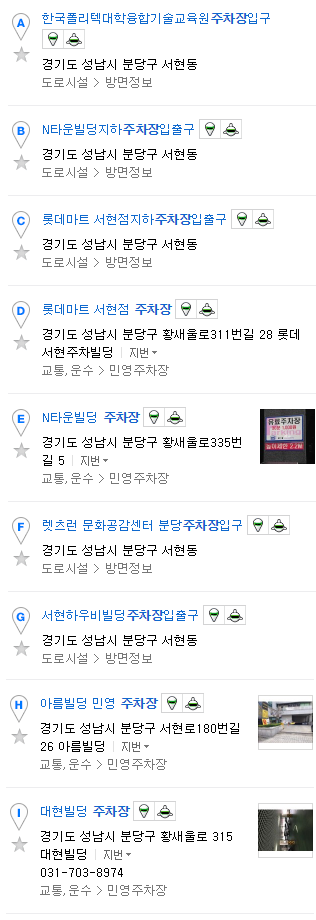 A
한국폴리텍대학융합기술교육원주차장입구
경기도 성남시 분당구 서현동
도로시설 > 방면정보
B
N타운빌딩지하주차장입출구
경기도 성남시 분당구 서현동
도로시설 > 방면정보
C
롯데마트 서현점지하주차장입출구
경기도 성남시 분당구 서현동
도로시설 > 방면정보
D
롯데마트 서현점 주차장
경기도 성남시 분당구 황새울로311번길 28 롯데
서현주차빌딩 | 지번
교통,운수 > 민영주차장
E
N타운빌딩 주차장
유료주차장
경기도 성남시 분당구 황새울로335번
길 5 | 지번
교통,운수 > 민영주차장
F
렛츠런 문화공감센터 분당주차장입구
경기도 성남시 분당구 서현동
도로시설 > 방면정보
G
서현하우비빌딩주차장입출구
경기도 성남시 분당구 서현동
도로시설 > 방면정보
H
아름빌딩 민영 주차장
경기도 성남시 분당구 서현로180번길
26 아름빌딩 | 지번
교통,운수 > 민영주차장
I
대현빌딩 주차장
경기도 성남시 분당구 황새울로 315
대현빌딩 | 지번
031-703-8974
교통,운수 > 민영주차장